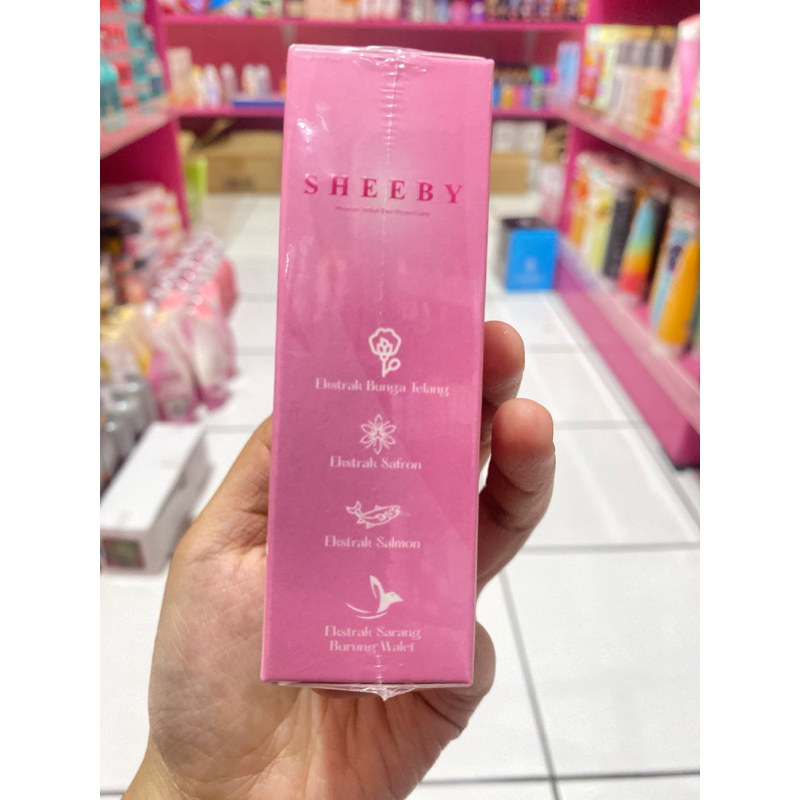 SHEEBY
Ekstrak Bunga Telang
Ekstrak Safron
Ekstrak Salmon
Ekstrak Sarang
Burung Walet